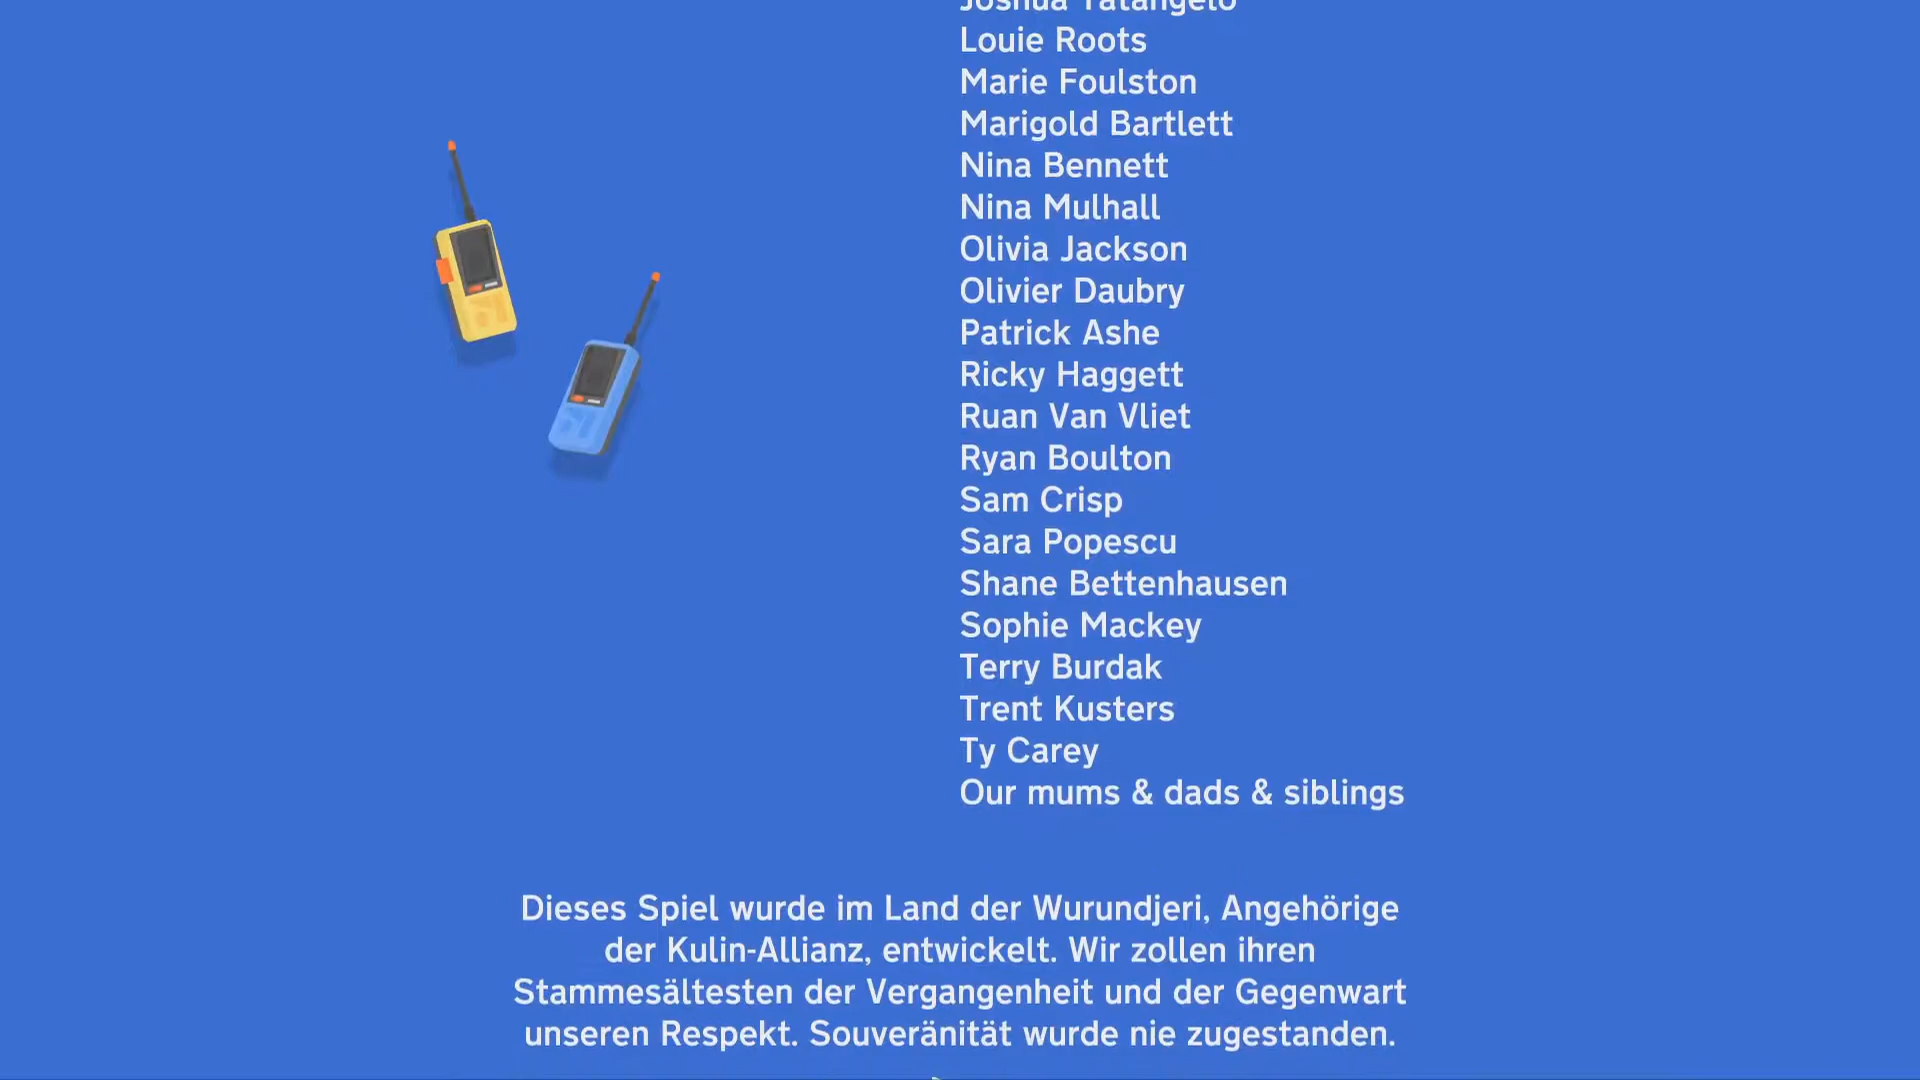 Joshua Tatangelo
Louie Roots
Marie Foulston
Marigold Bartlett
Nina Bennett
Nina Mulhall
Olivia Jackson
Olivier Daubry
Patrick Ashe
Ricky Haggett
Ruan Van Vliet
Ryan Boulton
Sam Crisp
Sara Popescu
Shane Bettenhausen
Sophie Mackey
Terry Burdak
Trent Kusters
Ty Carey
Our mums & dads & siblings
Dieses Spiel wurde im Land der Wurundjeri, Angehörige
der Kulin-Allianz, entwickelt. Wir zollen ihren
Stammesältesten der Vergangenheit und der Gegenwart
unseren Respekt. Souveränität wurde nie zugestanden.